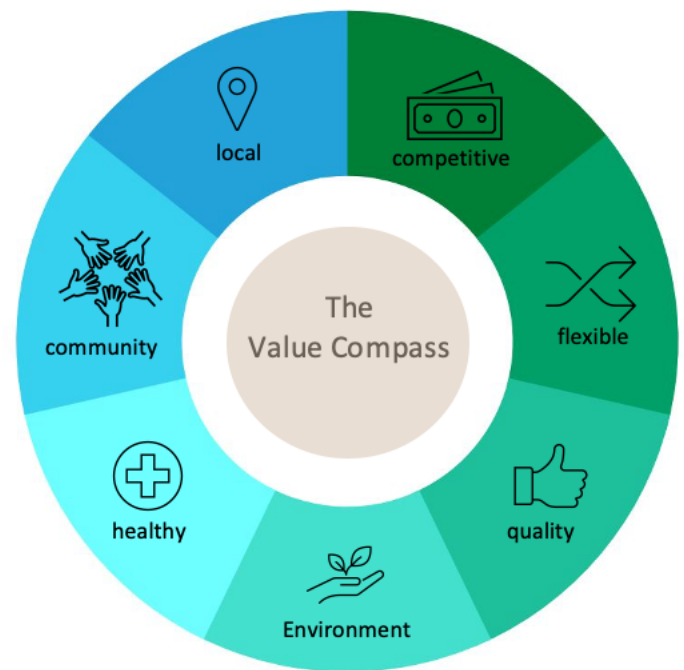 local
competitive
community
The
Value Compass
flexible
healthy
quality
Environment